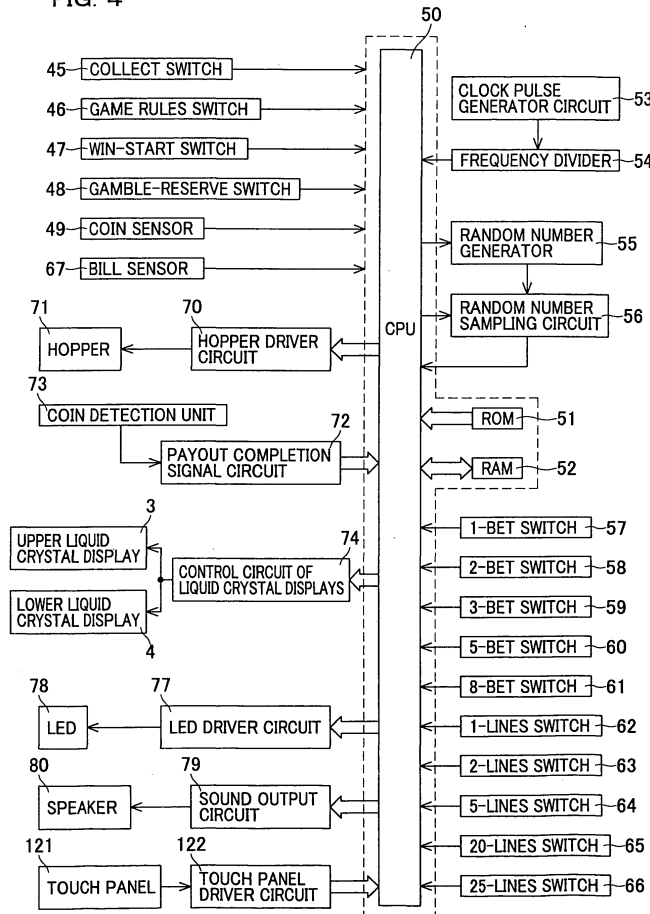 FIG. 4
50
45 COLLECT SWITCH
46 GAME RULES SWITCH
47 WIN-START SWITCH
48 GAMBLE-RESERVE SWITCH
49 COIN SENSOR
67 BILL SENSOR
71
HOPPER
70
HOPPER DRIVER
CIRCUIT
73
COIN DETECTION UNIT
72
PAYOUT COMPLETION
SIGNAL CIRCUIT
3
UPPER LIQUID
CRYSTAL DISPLAY
LOWER LIQUID
CRYSTAL DISPLAY
4
74
CONTROL CIRCUIT OF
LIQUID CRYSTAL DISPLAYS
78
LED
77
LED DRIVER CIRCUIT
80
SPEAKER
79
SOUND OUTPUT
CIRCUIT
121
TOUCH PANEL
122
TOUCH PANEL
DRIVER CIRCUIT
CPU
CLOCK PULSE
GENERATOR CIRCUIT
53
FREQUENCY DIVIDER 54
RANDOM NUMBER
GENERATOR
55
RANDOM NUMBER
SAMPLING CIRCUIT
56
ROM 51
RAM 52
1-BET SWITCH 57
2-BET SWITCH 58
3-BET SWITCH 59
5-BET SWITCH 60
8-BET SWITCH 61
1-LINES SWITCH 62
2-LINES SWITCH 63
5-LINES SWITCH 64
20-LINES SWITCH 65
25-LINES SWITCH 66